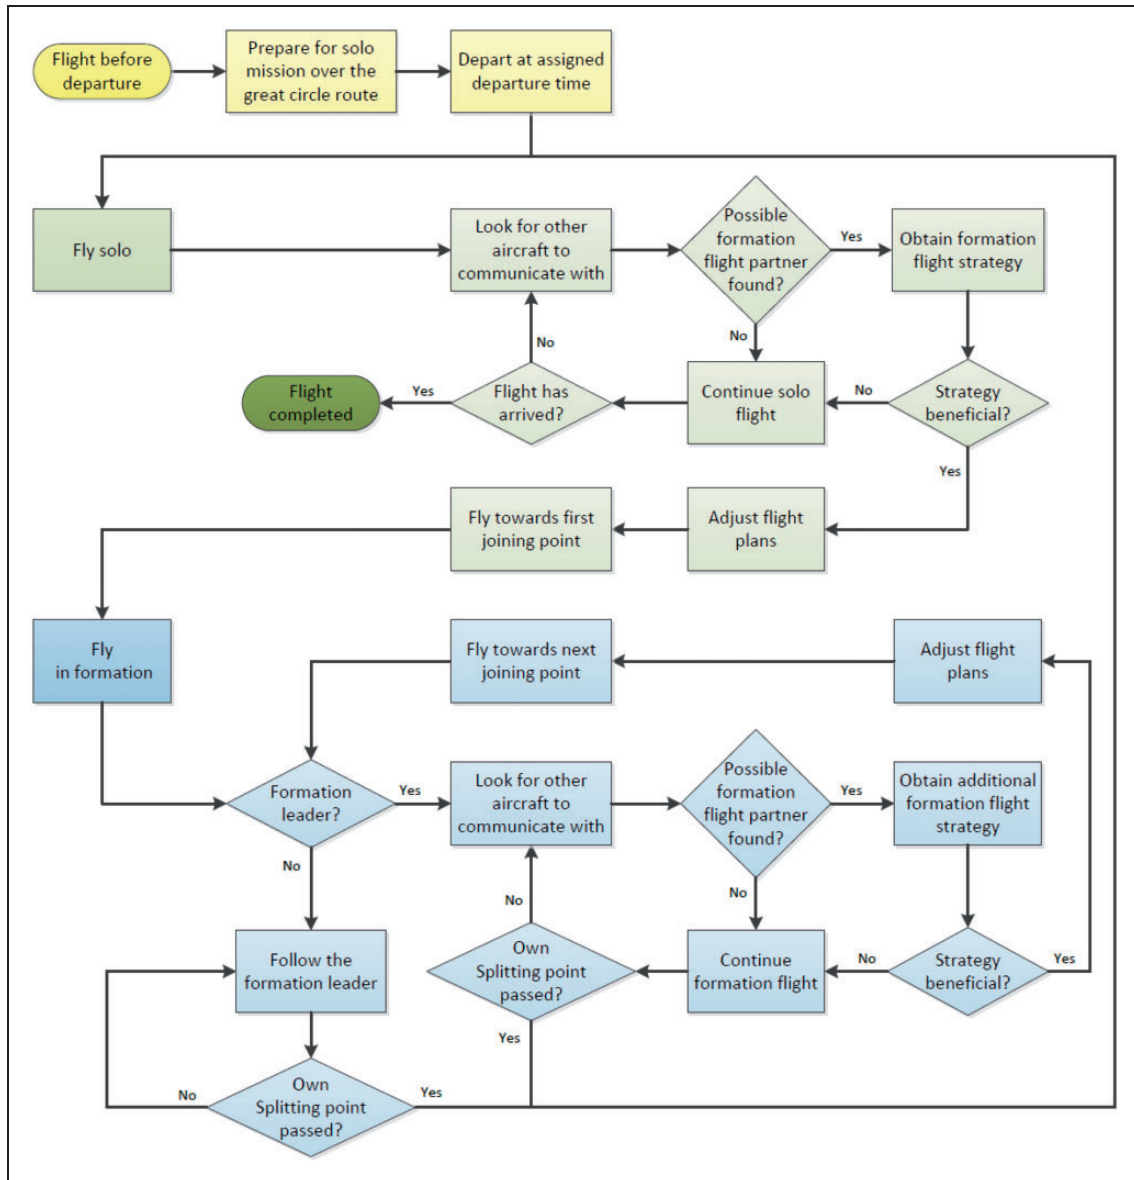 Flight before
departure
Prepare for solo
mission over the
great circle route
Depart at assigned
departure time
Fly solo
Look for other
aircraft to
communicate with
Possible
formation
flight partner
found?
Yes
Obtain formation
flight strategy
No
No
Flight
completed
Yes
Flight has
arrived?
Continue solo
flight
No
Strategy
beneficial?
Yes
Fly towards first
joining point
Adjust flight
plans
Fly
in formation
Fly towards next
joining point
Adjust flight
plans
Formation
leader?
Yes
Look for other
aircraft to
communicate with
Possible
formation
flight partner
found?
Yes
Obtain additional
formation flight
strategy
No
No
No
Follow the
formation leader
Own
Splitting point
passed?
Continue
formation flight
No
Strategy
beneficial?
Yes
Yes
No
Own
Splitting point
passed?
Yes